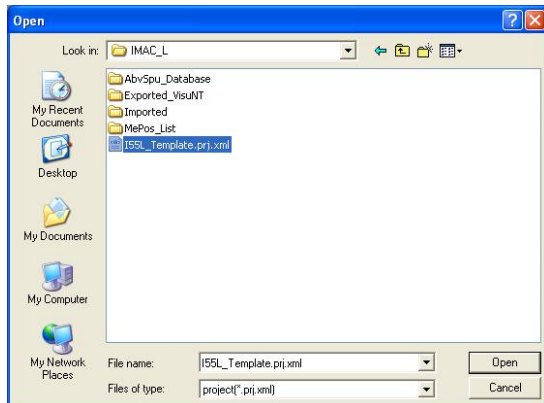 Open
Look in:
IMAC_L
My Recent
Documents
Desktop
My Documents
My Computer
My Network
Places
AbvSpu_Database
Exported_VisuNT
Imported
MePos_List
I55L_Template.prj.xml
File name:
I55L_Template.prj.xml
Open
Files of type:
project(*.prj.xml)
Cancel